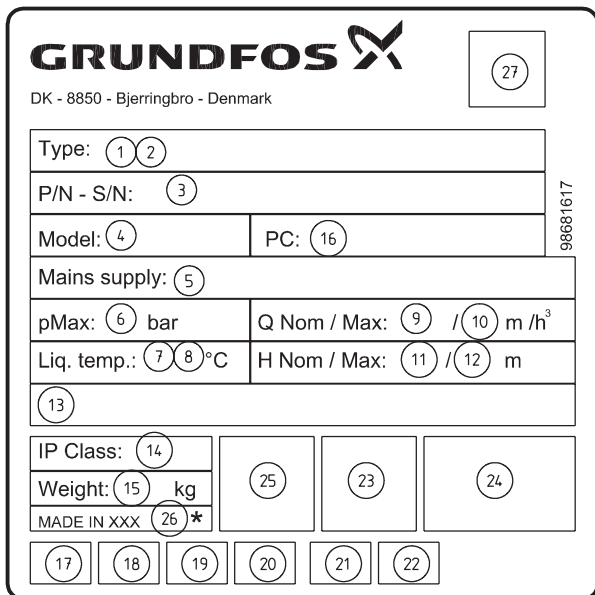 GRUNDFOS
27
DK - 8850 - Bjerringbro - Denmark
Type: 1 2
P/N - S/N: 3
Model: 4 PC: 16
98681617
Mains supply: 5
pMax: 6 bar Q Nom / Max: 9 / 10 m /h³
Liq. temp.: 7 8 °C H Nom / Max: 11 / 12 m
13
IP Class: 14
Weight: 15 kg
MADE IN XXX 26 *
25 23 24
17 18 19 20 21 22